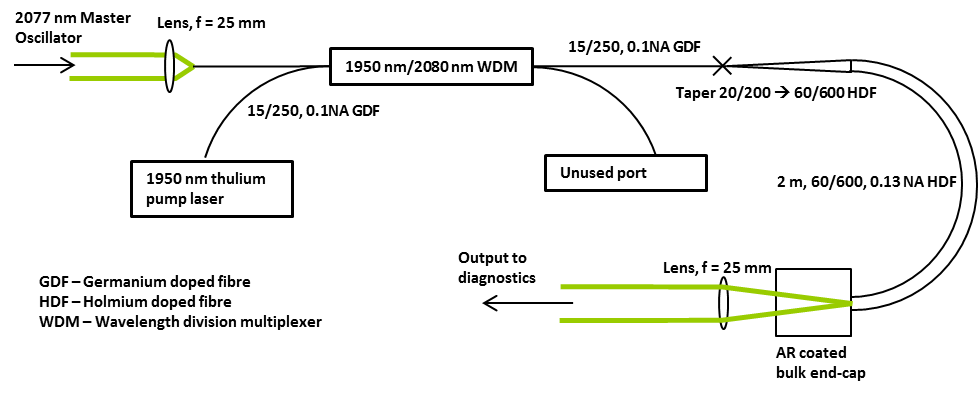 2077 nm Master
Oscillator
Lens, f = 25 mm
1950 nm/2080 nm WDM
15/250, 0.1NA GDF
15/250, 0.1NA GDF
Taper 20/200 → 60/600 HDF
1950 nm thulium
pump laser
Unused port
2 m, 60/600, 0.13 NA HDF
GDF – Germanium doped fibre
HDF – Holmium doped fibre
WDM – Wavelength division multiplexer
Output to
diagnostics
Lens, f = 25 mm
AR coated
bulk end-cap